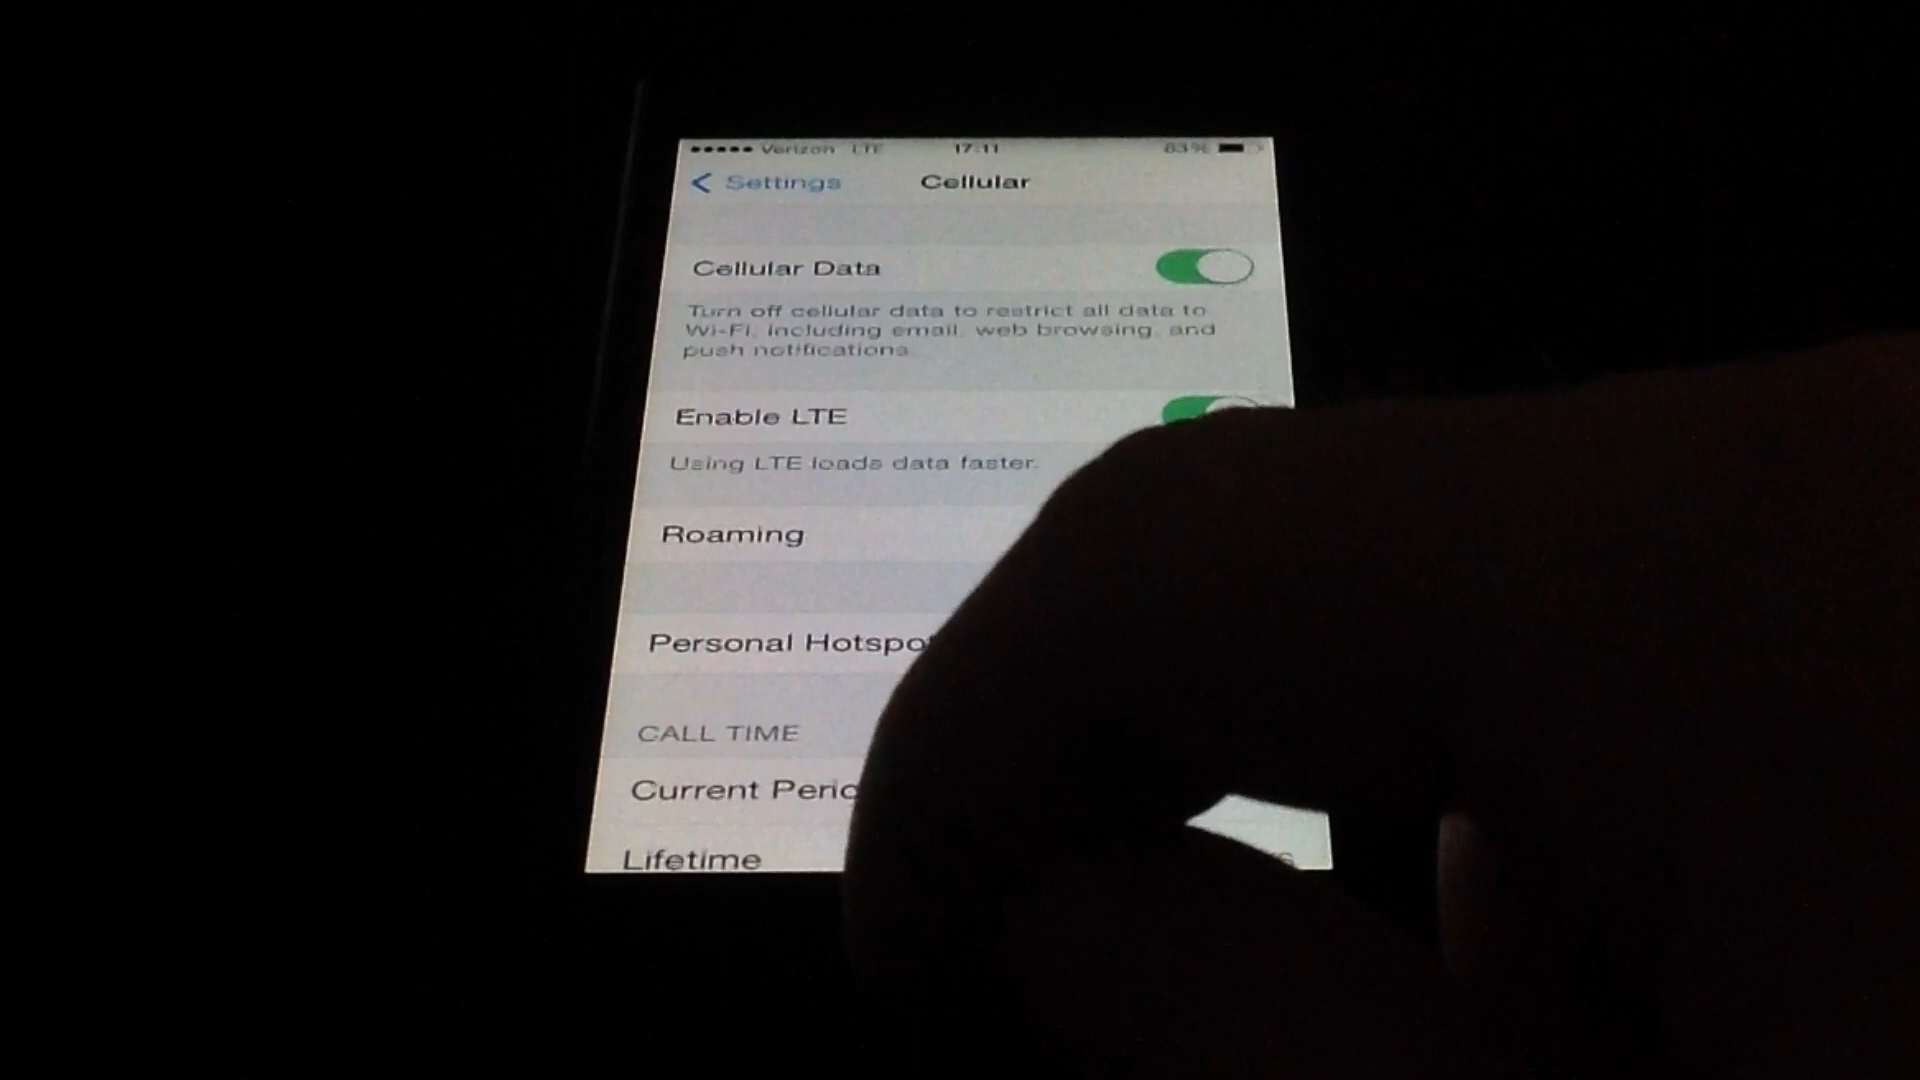 Verizon LTE 17:11 83%
Settings Cellular
Cellular Data
Turn off cellular data to restrict all data to
Wi-Fi, including email, web browsing, and
push notifications.
Enable LTE
Using LTE loads data faster.
Roaming
Personal Hotspot
CALL TIME
Current Perio
Lifetime